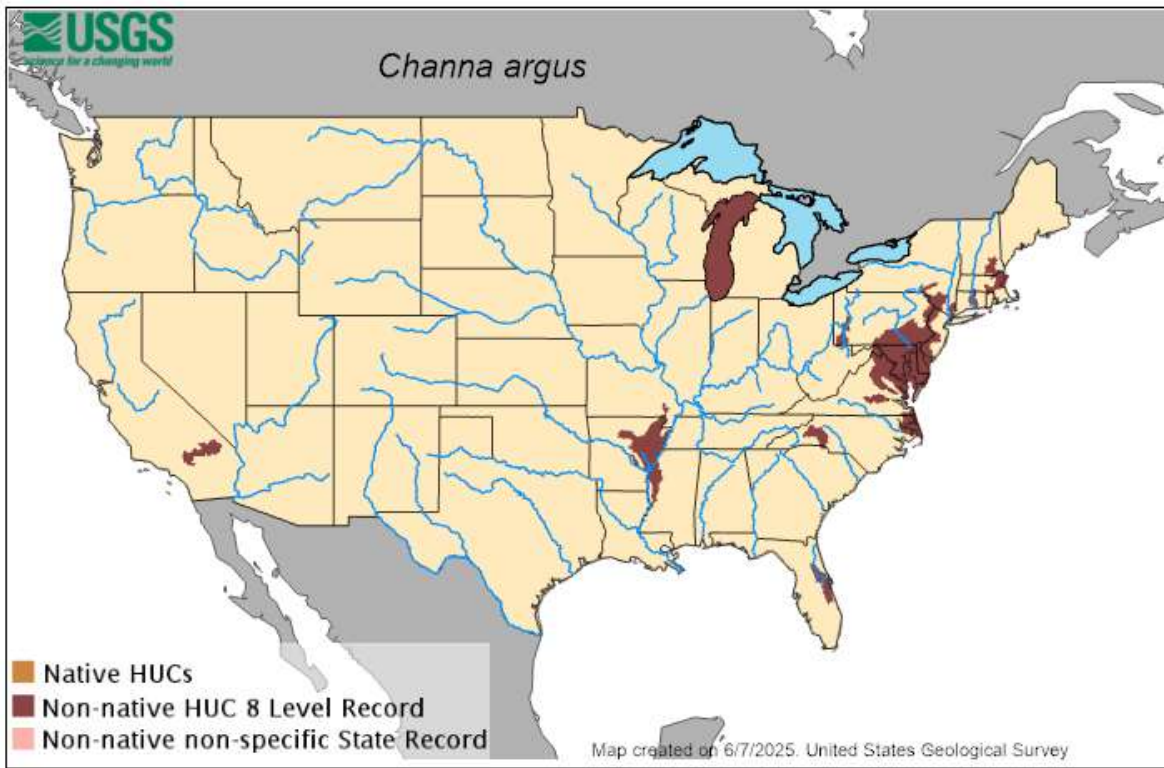 USGS
science for a changing world
Channa argus
Native HUCs
Non-native HUC 8 Level Record
Non-native non-specific State Record
Map created on 6/7/2025. United States Geological Survey